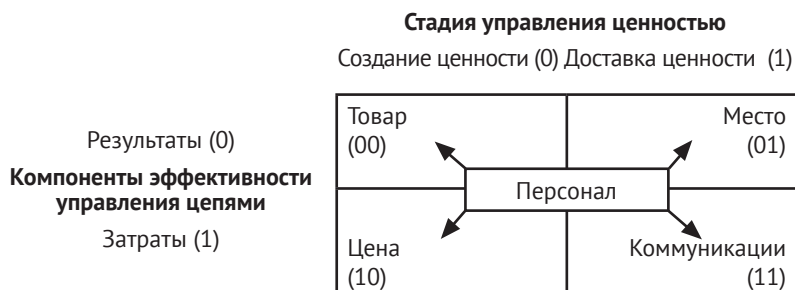 Стадия управления ценностью
Создание ценности (0) Доставка ценности (1)
Результаты (0)
Компоненты эффективности
управления цепями
Затраты (1)
Товар
(00)
Место
(01)
Персонал
Цена
(10)
Коммуникации
(11)